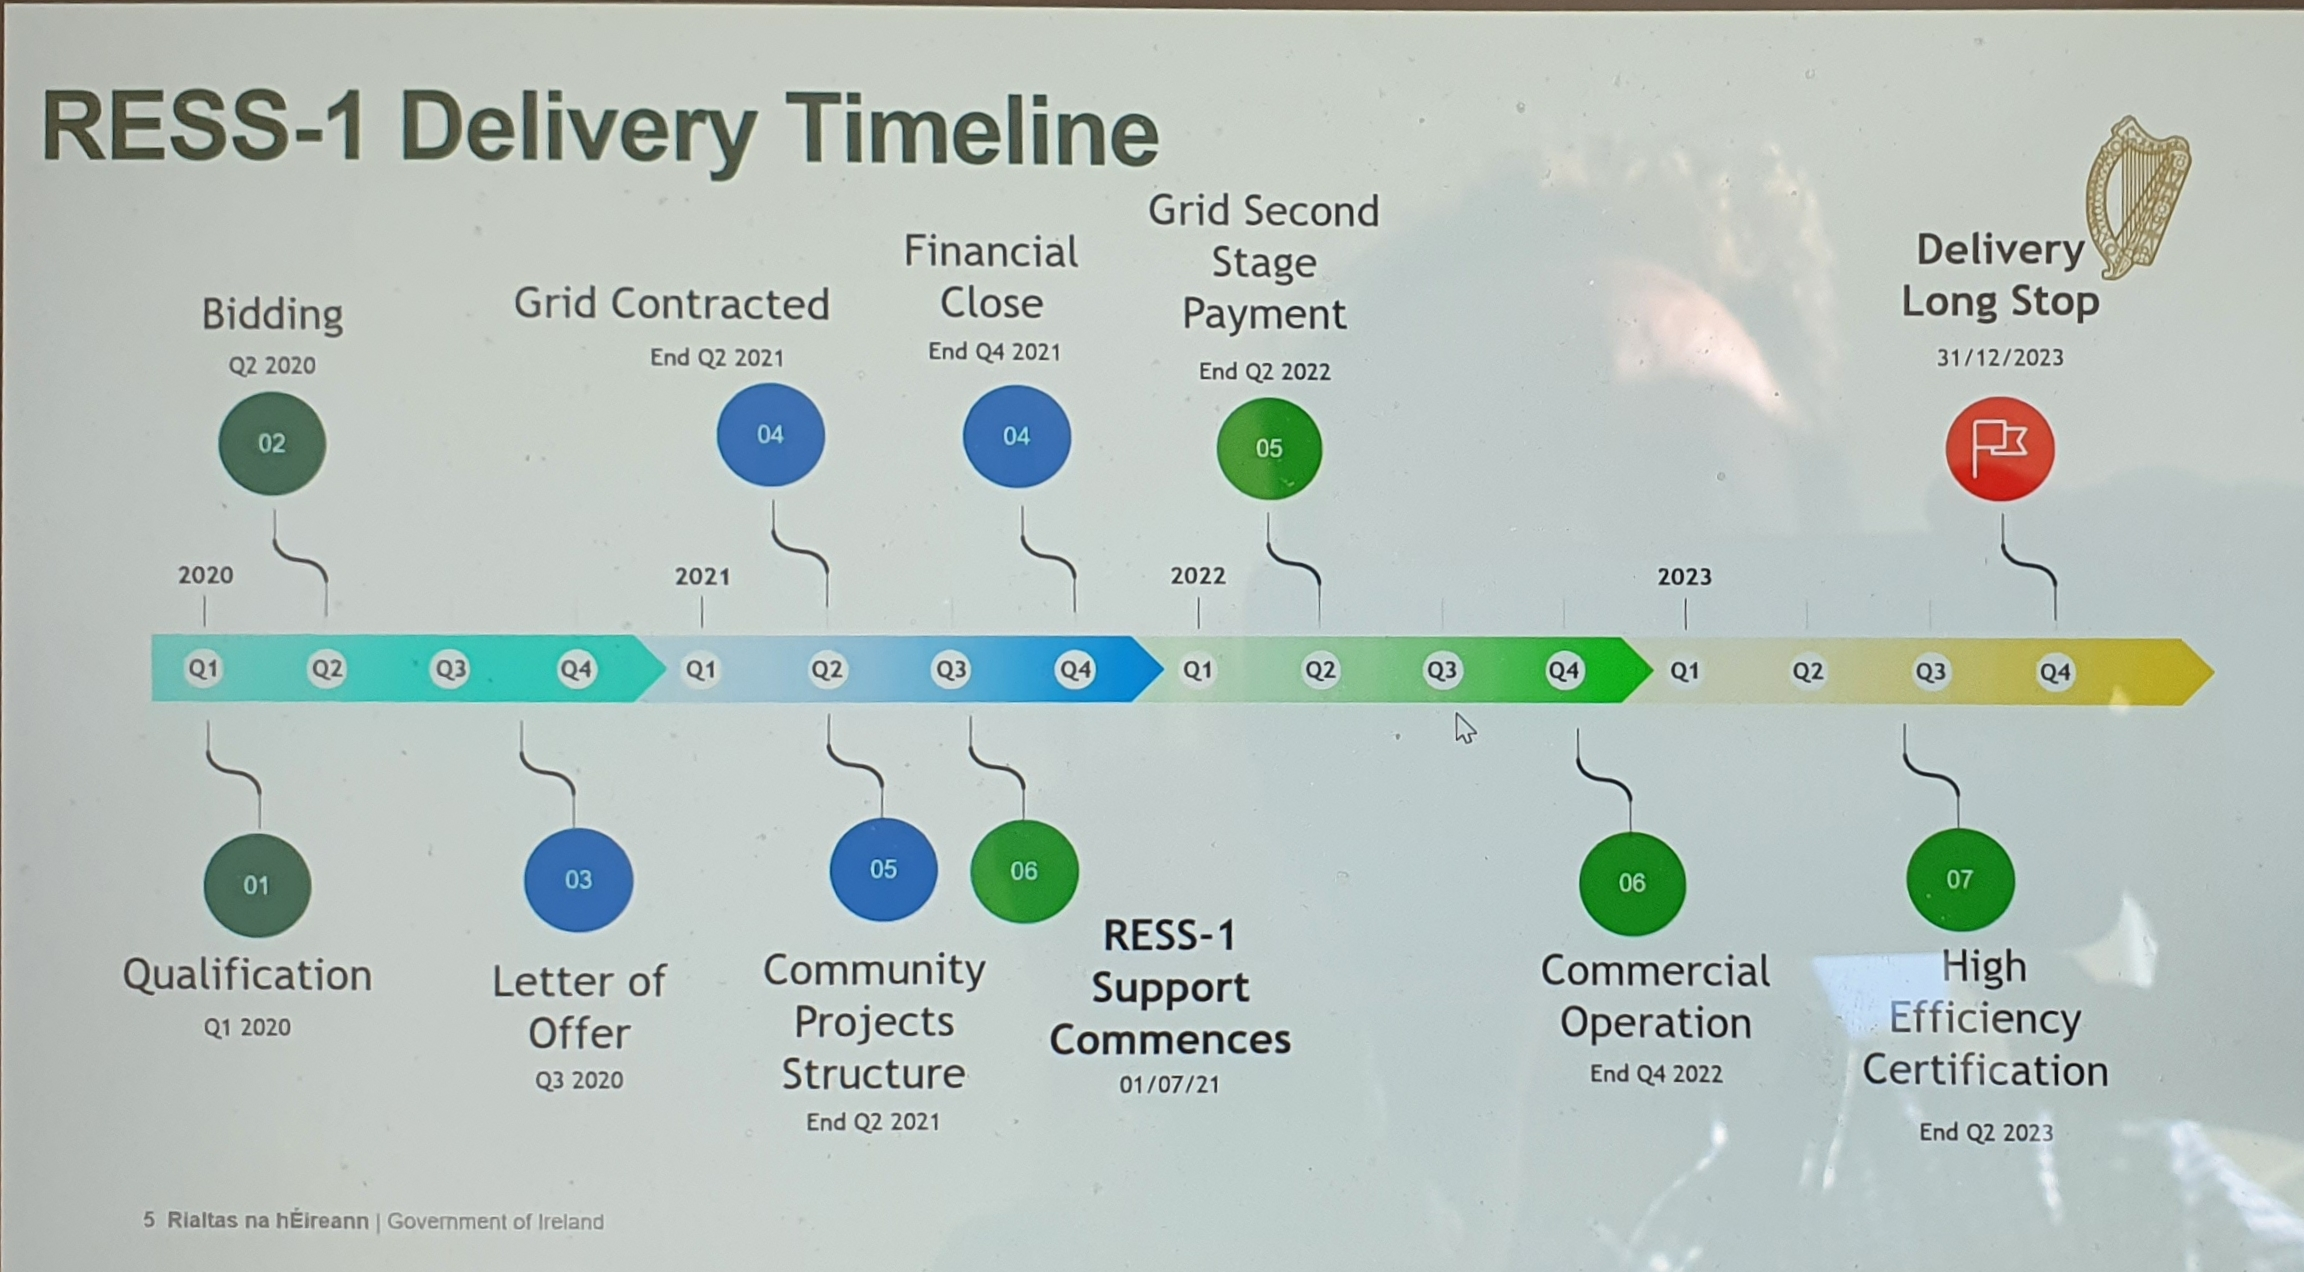 RESS-1 Delivery Timeline
Bidding
Q2 2020
02
Grid Contracted
End Q2 2021
04
Financial
Close
End Q4 2021
04
Grid Second
Stage
Payment
End Q2 2022
05
Delivery
Long Stop
31/12/2023
2020
2021
2022
2023
Q1 Q2 Q3 Q4 Q1 Q2 Q3 Q4 Q1 Q2 Q3 Q4 Q1 Q2 Q3 Q4
01
Qualification
Q1 2020
03
Letter of
Offer
Q3 2020
05
Community
Projects
Structure
End Q2 2021
06
RESS-1
Support
Commences
01/07/21
06
Commercial
Operation
End Q4 2022
07
High
Efficiency
Certification
End Q2 2023
5 Rialtas na hÉireann | Government of Ireland